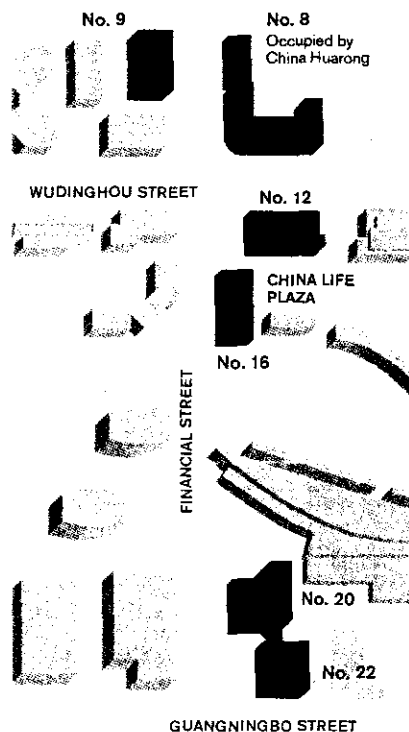 No. 9
No. 8
Occupied by
China Huarong
WUDINGHOU STREET
No. 12
CHINA LIFE
PLAZA
No. 16
FINANCIAL STREET
No. 20
No. 22
GUANGNINGBO STREET